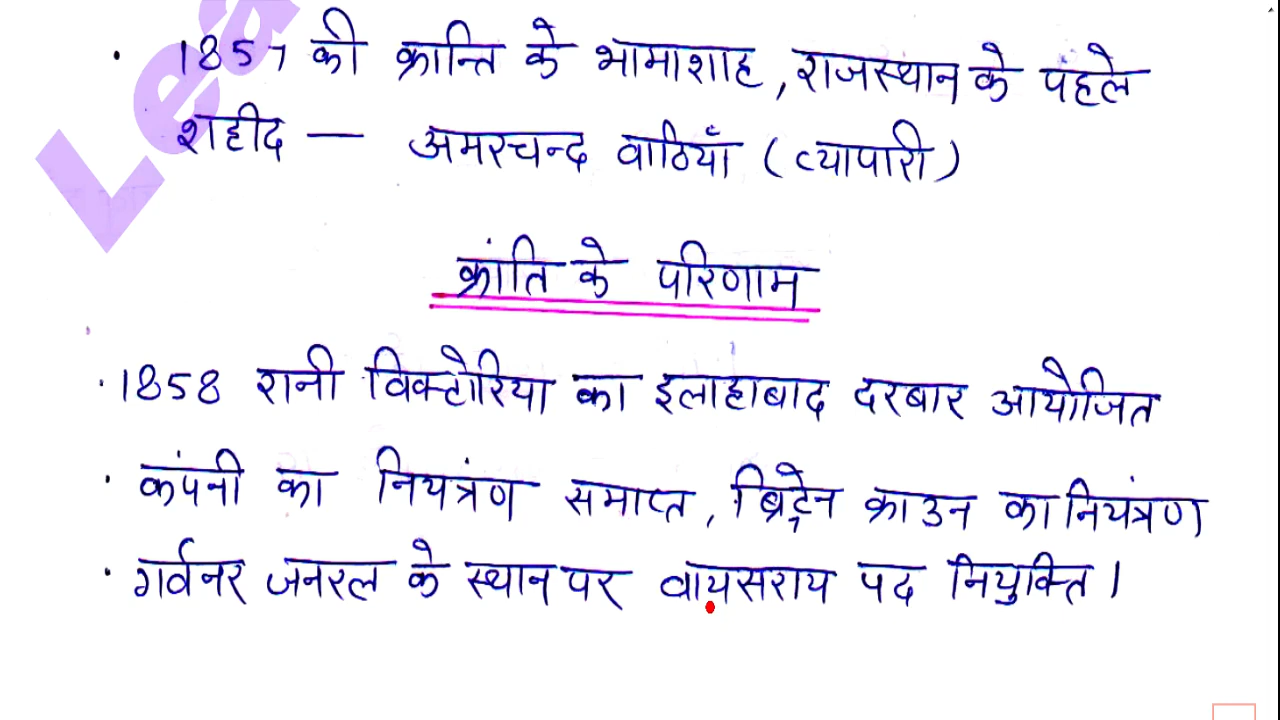 Lea
· 1857 की क्रान्ति के भामाशाह, राजस्थान के पहले
शहीद — अमरचन्द वाठियाँ (व्यापारी)
क्रांति के परिणाम
· 1858 रानी विक्टोरिया का इलाहाबाद दरबार आयोजित
· कंपनी का नियंत्रण समाप्त, ब्रिट्रेन क्राउन का नियंत्रण
· गर्वनर जनरल के स्थान पर वायसराय पद नियुक्ति।